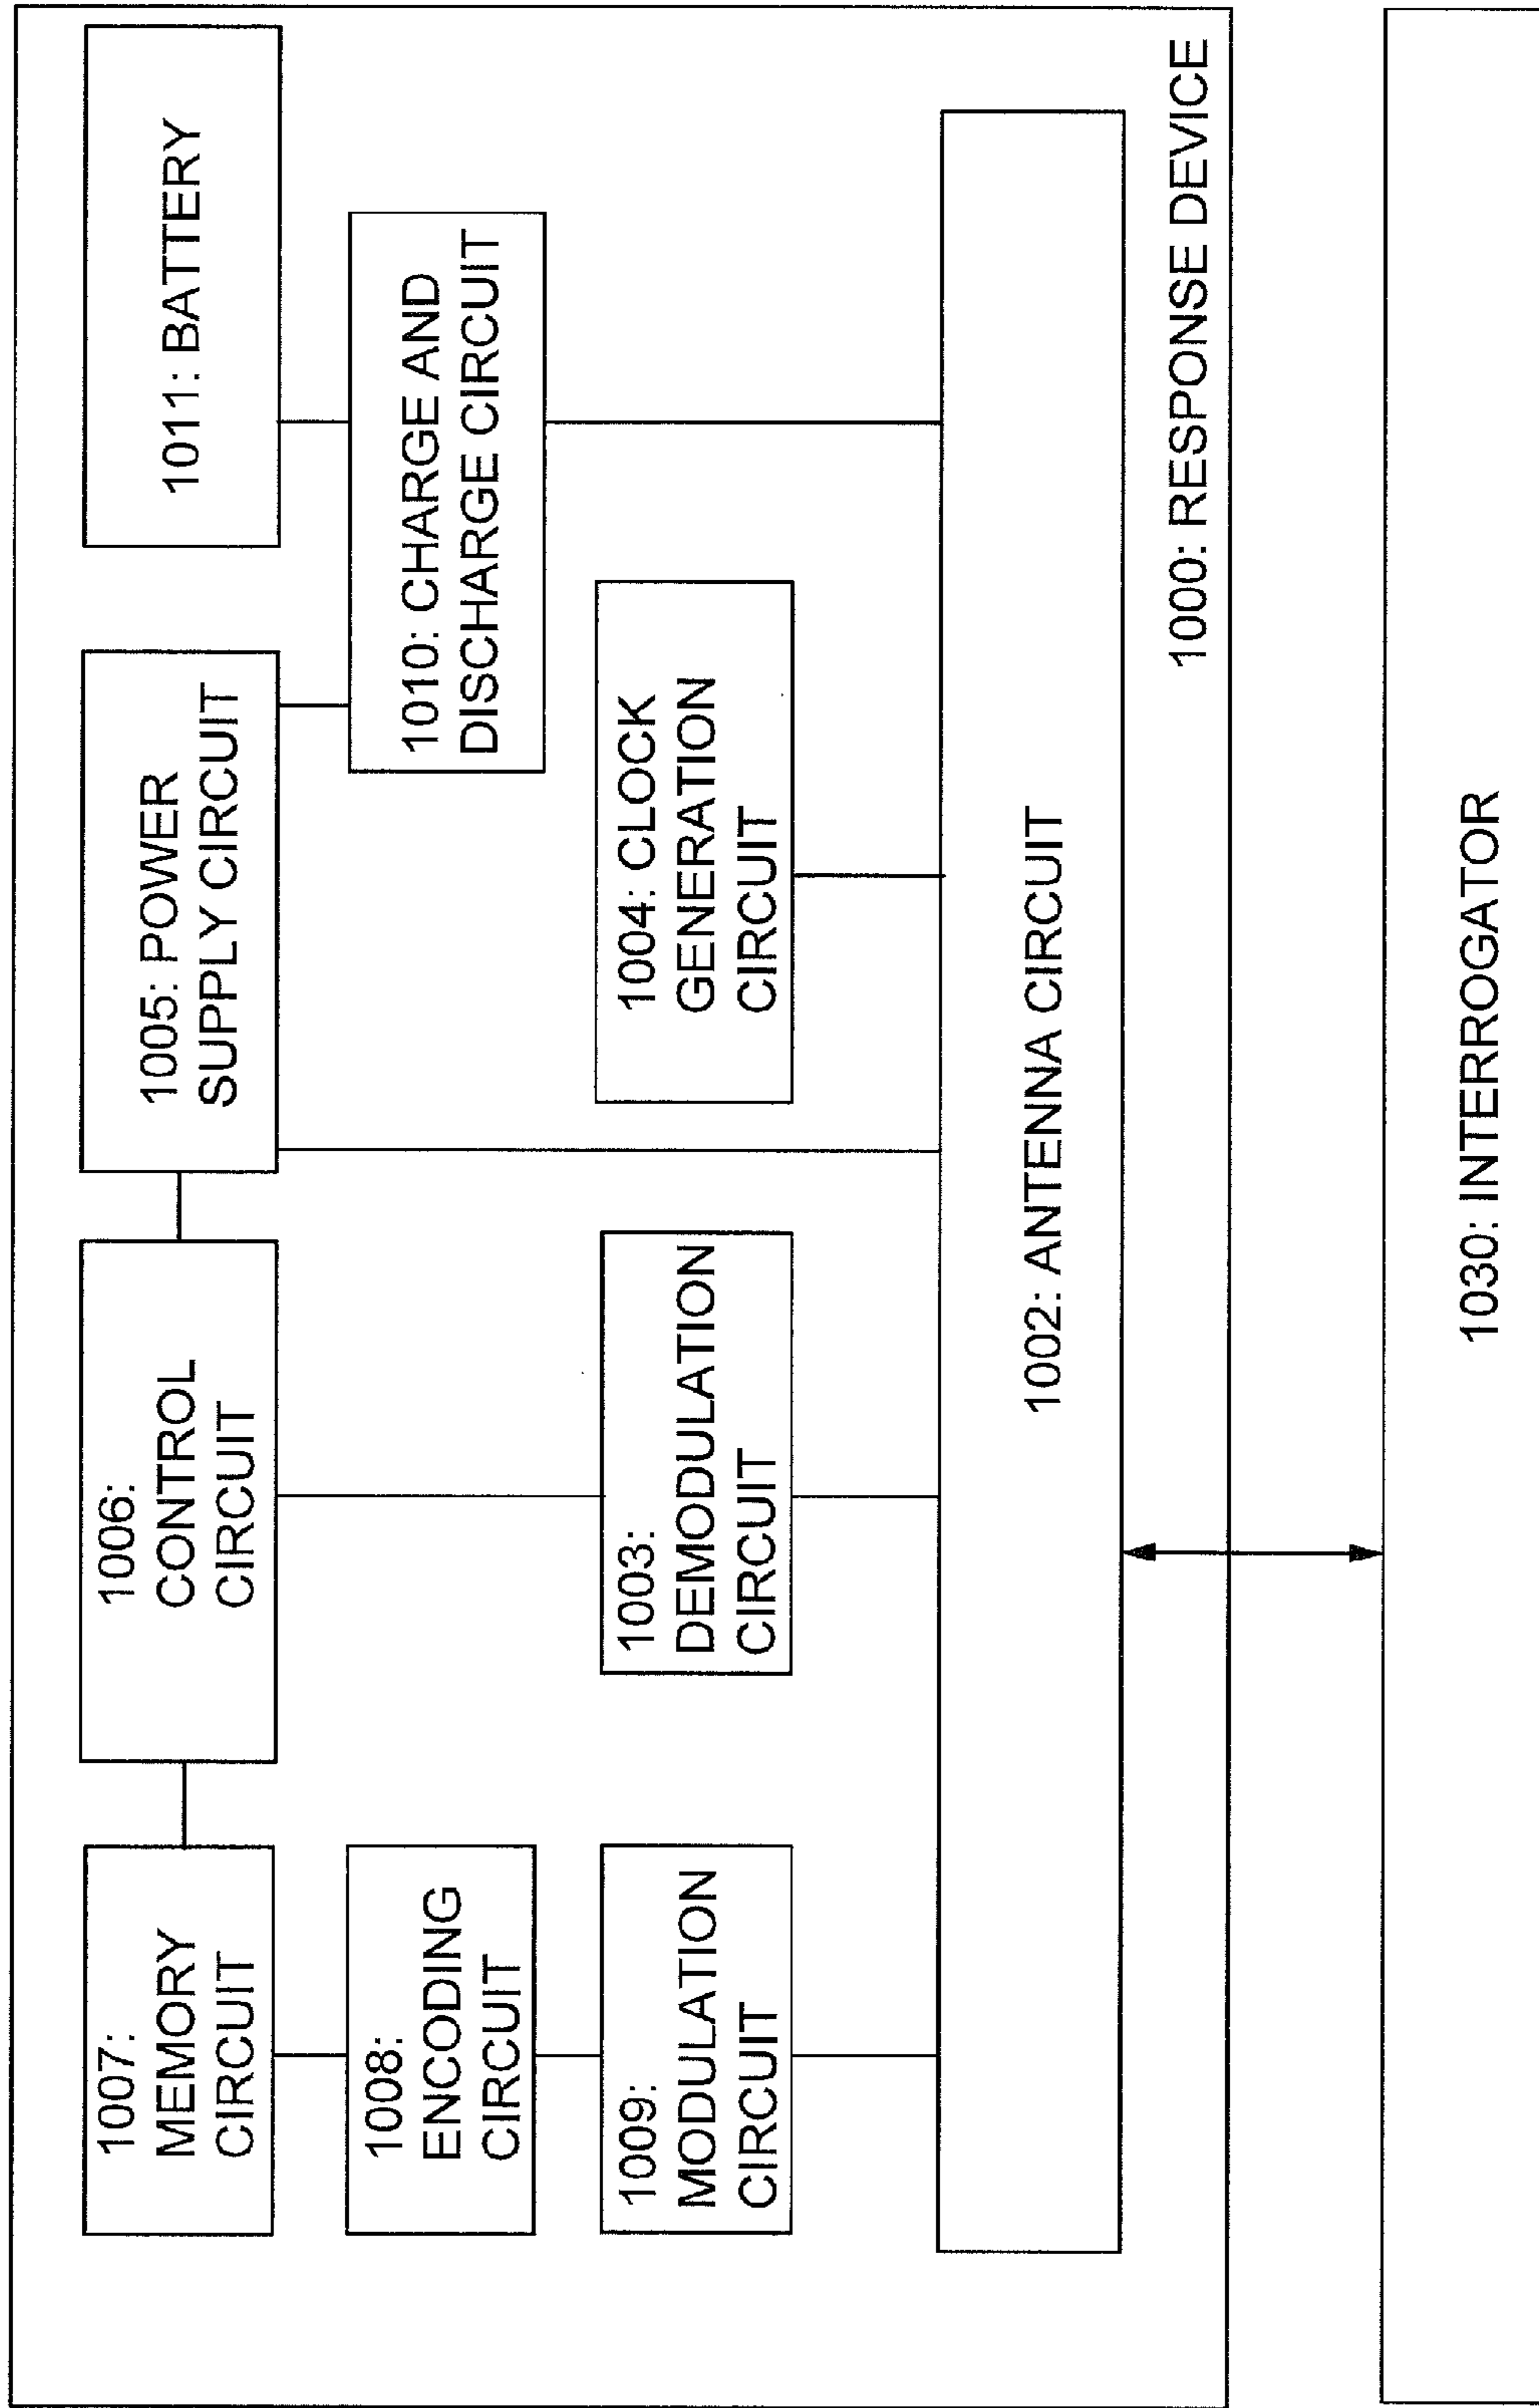 1007:
MEMORY
CIRCUIT
1006:
CONTROL
CIRCUIT
1005: POWER
SUPPLY CIRCUIT
1011: BATTERY
1008:
ENCODING
CIRCUIT
1010: CHARGE AND
DISCHARGE CIRCUIT
1009:
MODULATION
CIRCUIT
1003:
DEMODULATION
CIRCUIT
1004: CLOCK
GENERATION
CIRCUIT
1002: ANTENNA CIRCUIT
1000: RESPONSE DEVICE
1030: INTERROGATOR